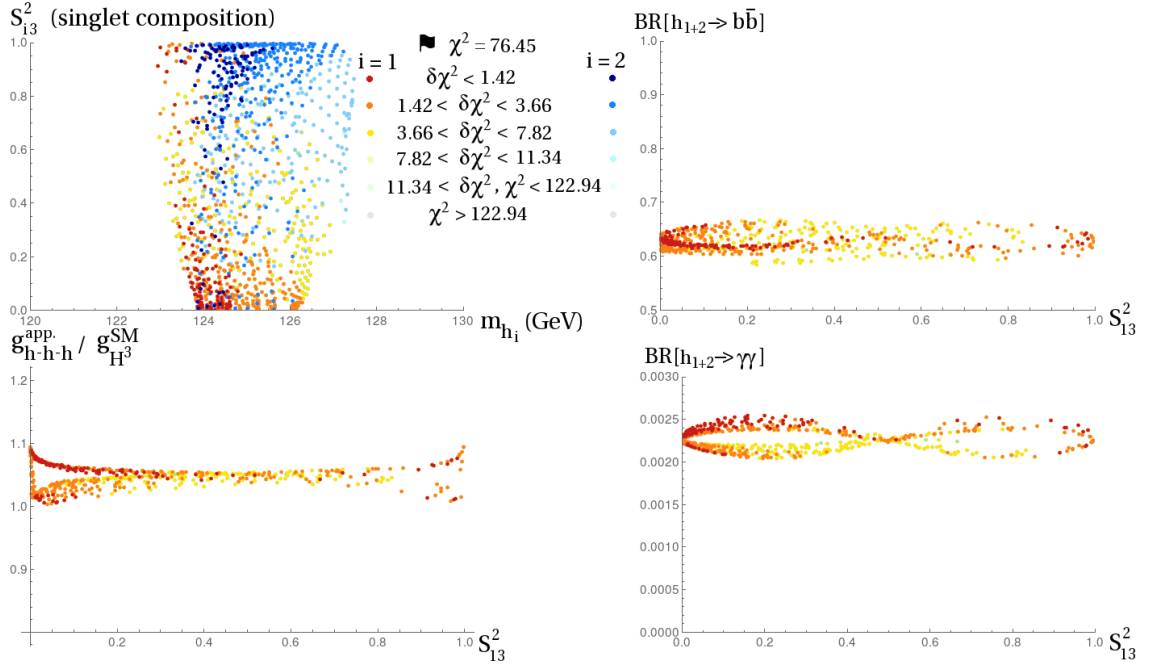 S²ᵢ₃ (singlet composition)
1.0
0.8
0.6
0.4
0.2
0.0
120
122
124
126
128
130
m_{h_i} (GeV)
χ² = 76.45
i = 1
i = 2
δχ² < 1.42
1.42 < δχ² < 3.66
3.66 < δχ² < 7.82
7.82 < δχ² < 11.34
11.34 < δχ² , χ² < 122.94
χ² > 122.94
BR[h₁₊₂→ bb̄]
1.0
0.9
0.8
0.7
0.6
0.5
0.0
0.2
0.4
0.6
0.8
1.0
S²₁₃
g^{app.}_{h-h-h} / g^{SM}_{H³}
1.2
1.1
1.0
0.9
0.2
0.4
0.6
0.8
1.0
S²₁₃
BR[h₁₊₂→ γγ]
0.0030
0.0025
0.0020
0.0015
0.0010
0.0005
0.0000
0.0
0.2
0.4
0.6
0.8
1.0
S²₁₃